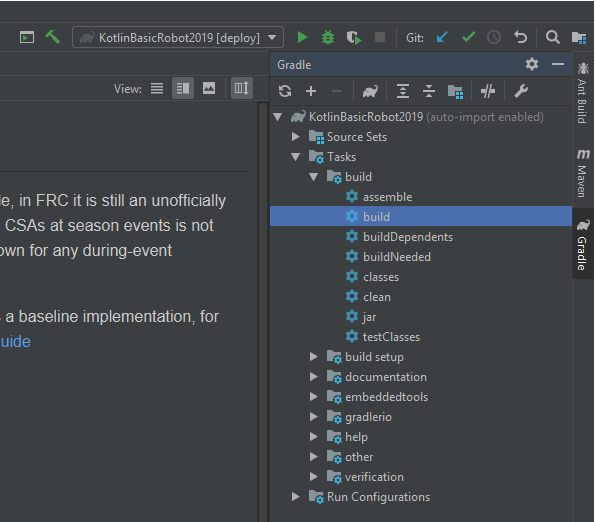 KotlinBasicRobot2019 [deploy]
Git:
Gradle
View:
KotlinBasicRobot2019 (auto-import enabled)
Source Sets
Tasks
build
assemble
build
buildDependents
buildNeeded
classes
clean
jar
testClasses
build setup
documentation
embeddedtools
gradlerio
help
other
verification
Run Configurations
le, in FRC it is still an unofficially
CSAs at season events is not
own for any during-event
a baseline implementation, for
uide
Ant Build
m
Maven
Gradle